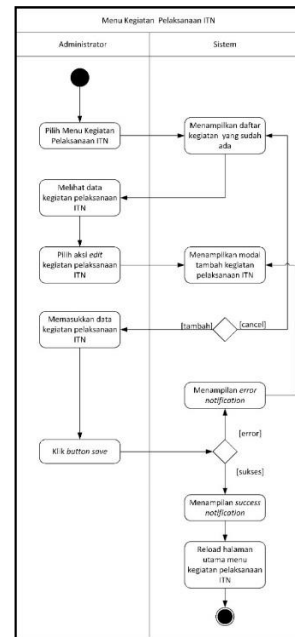 Menu Kegiatan Pelaksanaan ITN
Administrator
Sistem
Pilih Menu Kegiatan
Pelaksanaan ITN
Menampilkan daftar
kegiatan yang sudah
ada
Melihat data
kegiatan pelaksanaan
ITN
Pilih aksi edit
kegiatan pelaksanaan
ITN
Menampilkan modal
tambah kegiatan
pelaksanaan ITN
Memasukkan data
kegiatan pelaksanaan
ITN
[tambah]
[cancel]
Menampilan error
notification
[error]
Klik button save
[sukses]
Menampilan success
notification
Reload halaman
utama menu
kegiatan pelaksanaan
ITN